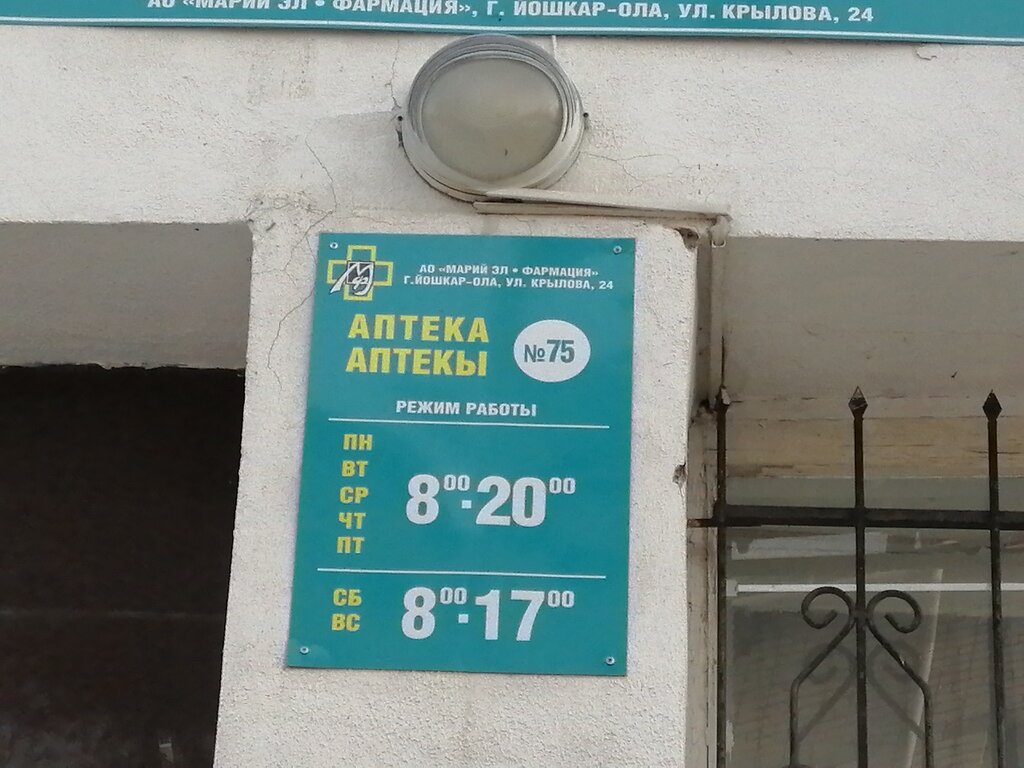 АО «МАРИЙ ЭЛ • ФАРМАЦИЯ», Г. ЙОШКАР-ОЛА, УЛ. КРЫЛОВА, 24
АО «МАРИЙ ЭЛ • ФАРМАЦИЯ»
Г.ЙОШКАР-ОЛА, УЛ. КРЫЛОВА, 24
АПТЕКА
АПТЕКЫ
№75
РЕЖИМ РАБОТЫ
ПН
ВТ
СР
ЧТ
ПТ
8⁰⁰-20⁰⁰
СБ
ВС
8⁰⁰-17⁰⁰